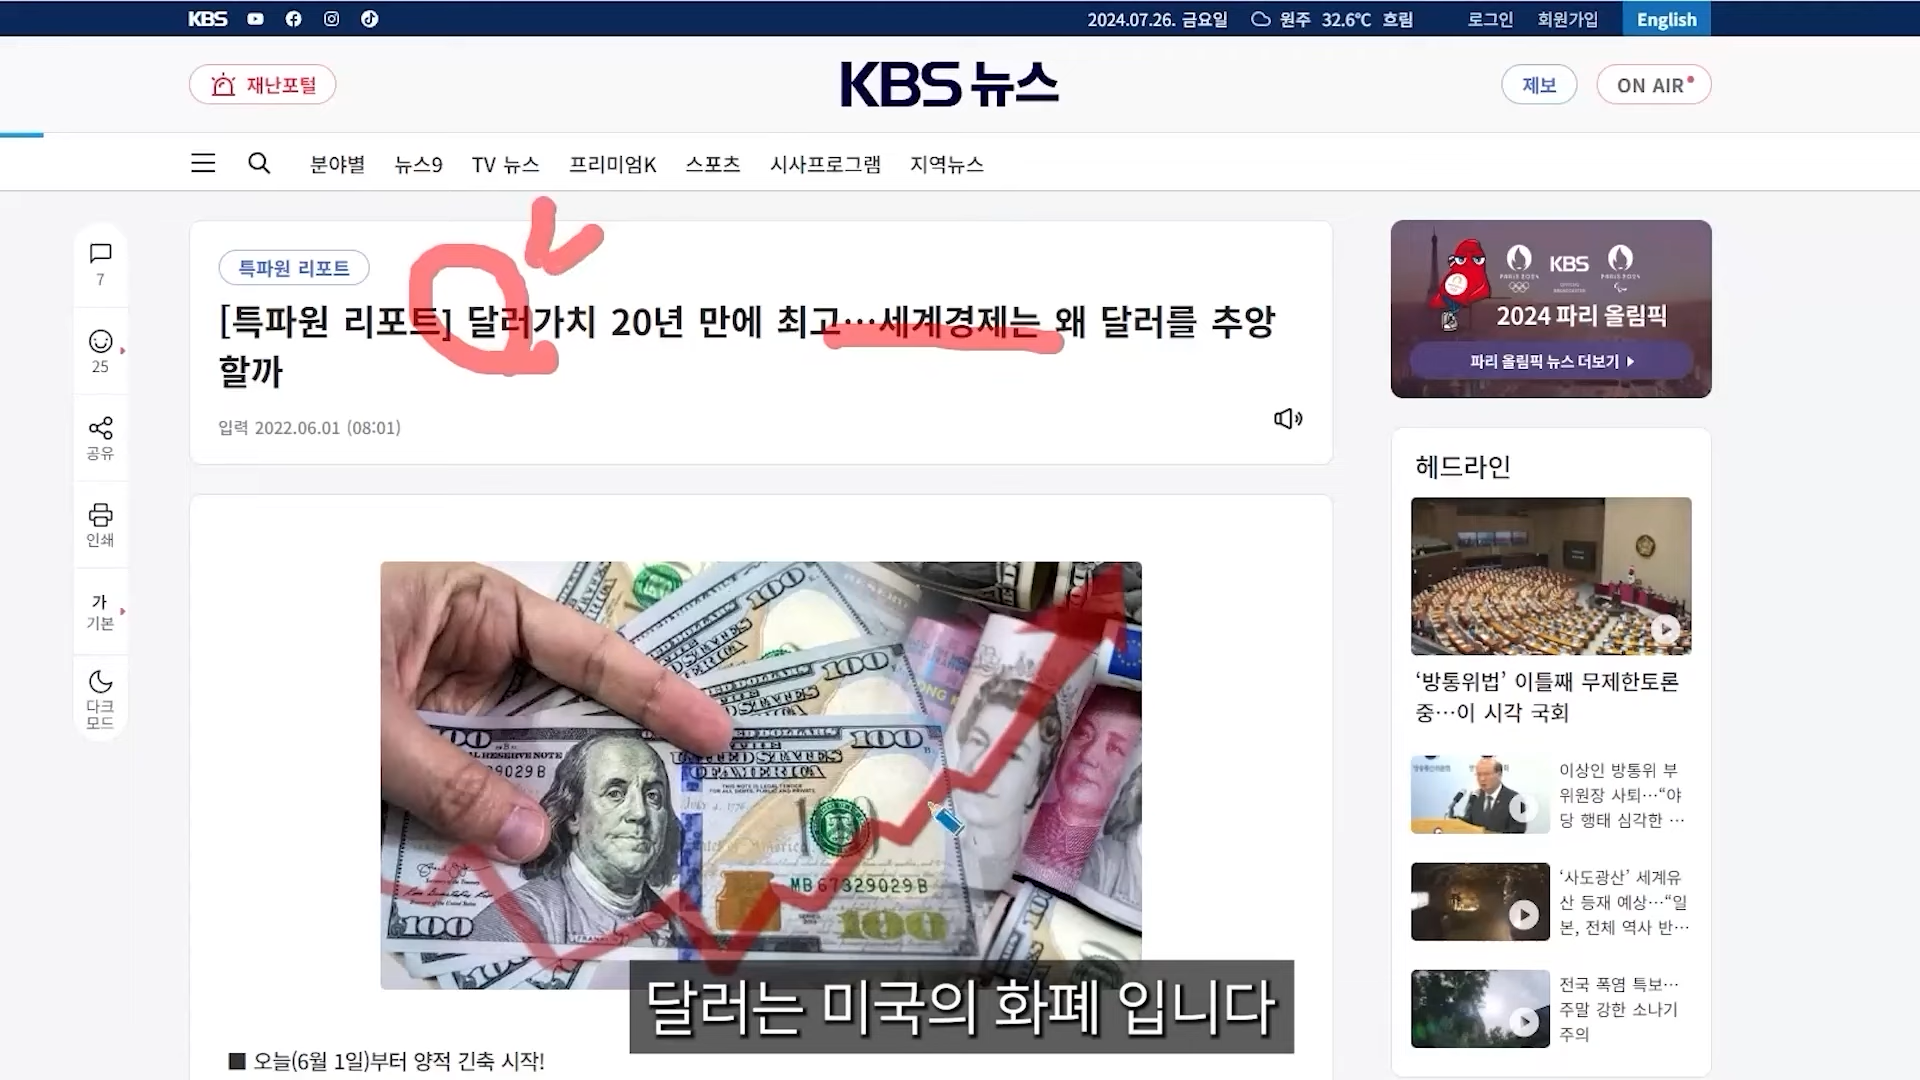 KBS
2024.07.26. 금요일
원주 32.6℃ 흐림
로그인
회원가입
English
재난포털
KBS 뉴스
제보
ON AIR
분야별
뉴스9
TV 뉴스
프리미엄K
스포츠
시사프로그램
지역뉴스
7
25
공유
인쇄
가
기본
다크
모드
특파원 리포트
[특파원 리포트] 달러가치 20년 만에 최고…세계경제는 왜 달러를 추앙
할까
입력 2022.06.01 (08:01)
KBS
2024 파리 올림픽
파리 올림픽 뉴스 더보기
헤드라인
‘방통위법’ 이틀째 무제한토론
중…이 시각 국회
이상인 방통위 부
위원장 사퇴…“야
당 행태 심각한 …
‘사도광산’ 세계유
산 등재 예상…“일
본, 전체 역사 반…
전국 폭염 특보…
주말 강한 소나기
주의
100
UNITED STATES
OF AMERICA
MB67329029B
100
100
달러는 미국의 화폐 입니다
■ 오늘(6월 1일)부터 양적 긴축 시작!